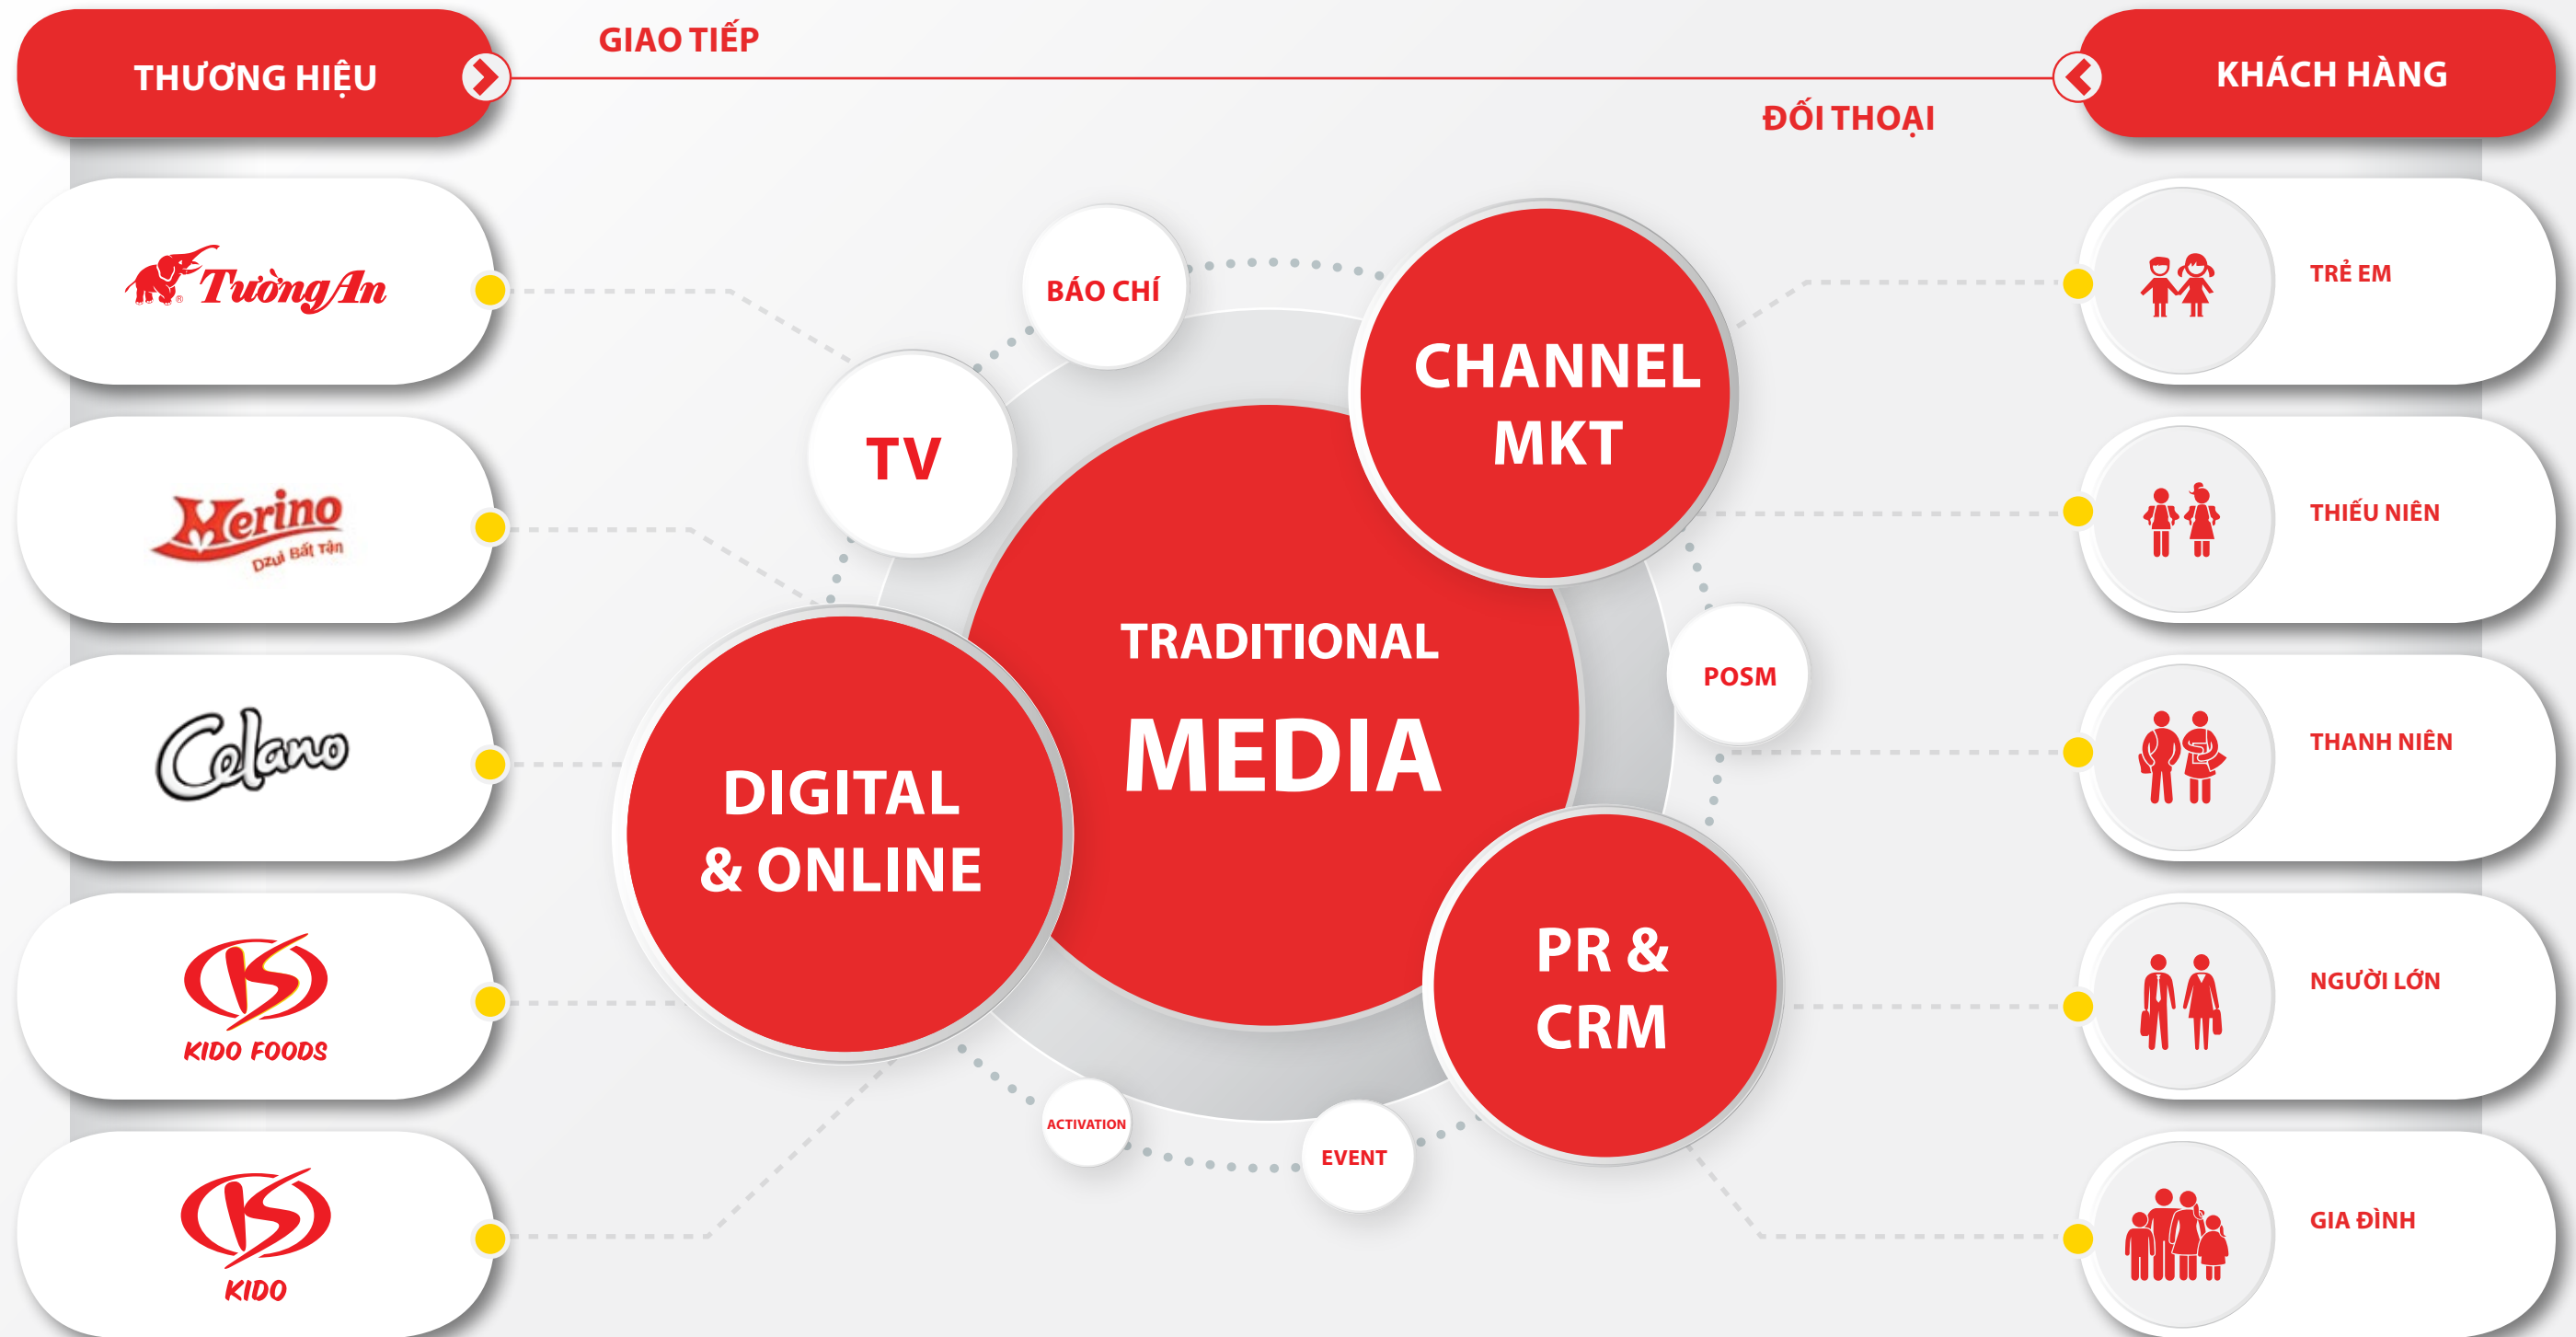 THƯƠNG HIỆU
GIAO TIẾP
ĐỐI THOẠI
KHÁCH HÀNG
Tường An
Merino
Dzui Bất Tận
Celano
KIDO FOODS
KIDO
BÁO CHÍ
TV
CHANNEL
MKT
TRADITIONAL
MEDIA
DIGITAL
& ONLINE
POSM
PR &
CRM
ACTIVATION
EVENT
TRẺ EM
THIẾU NIÊN
THANH NIÊN
NGƯỜI LỚN
GIA ĐÌNH